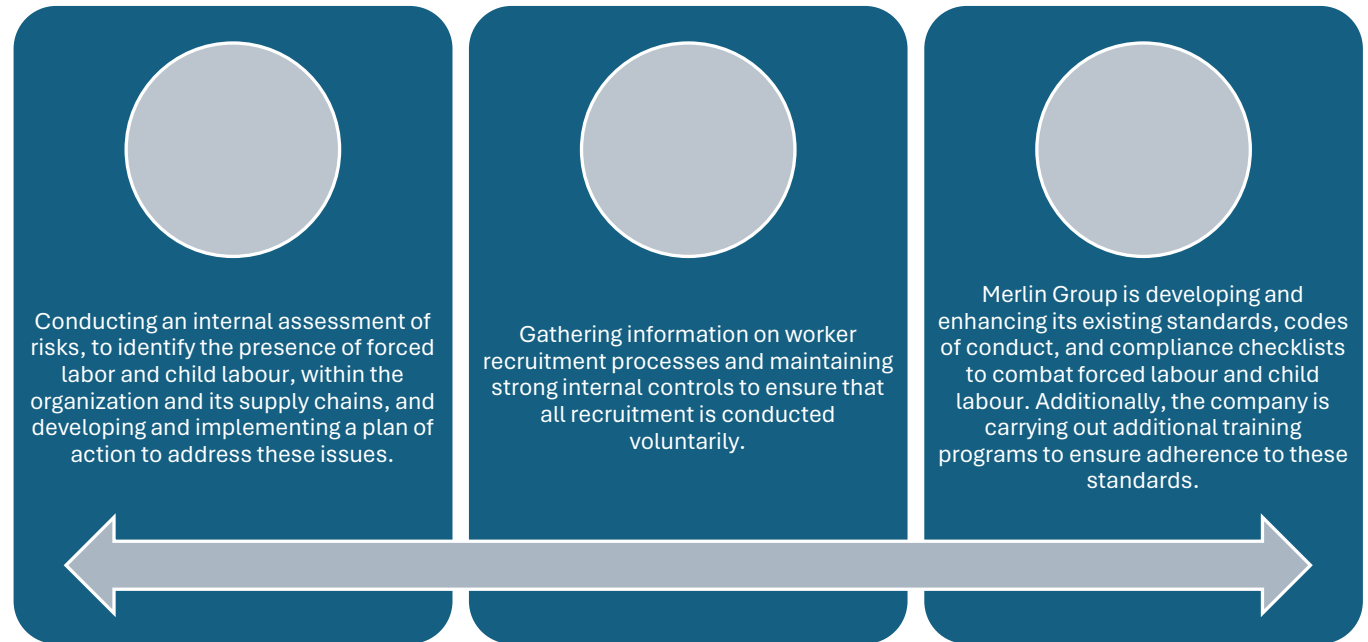 Conducting an internal assessment of
risks, to identify the presence of forced
labor and child labour, within the
organization and its supply chains, and
developing and implementing a plan of
action to address these issues.
Gathering information on worker
recruitment processes and maintaining
strong internal controls to ensure that
all recruitment is conducted
voluntarily.
Merlin Group is developing and
enhancing its existing standards, codes
of conduct, and compliance checklists
to combat forced labour and child
labour. Additionally, the company is
carrying out additional training
programs to ensure adherence to these
standards.